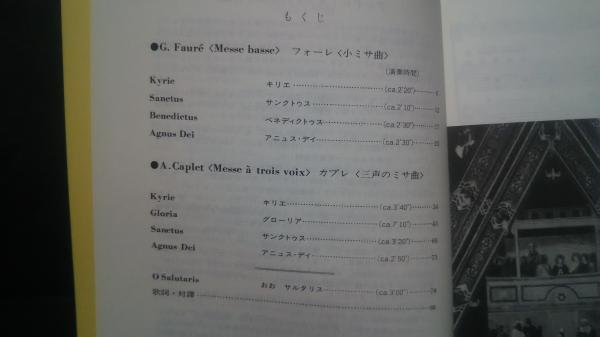 もくじ
●G. Fauré〈Messe basse〉 フォーレ〈小ミサ曲〉
(演奏時間)
Kyrie キリエ (ca.2'20")
Sanctus サンクトゥス (ca.2'10") 12
Benedictus ベネディクトゥス (ca.2'30")
Agnus Dei アニュス・デイ (ca.2'30")
●A.Caplet〈Messe à trois voix〉 カプレ〈三声のミサ曲〉
Kyrie キリエ (ca.3'40") 34
Gloria グローリア (ca.7'10")
Sanctus サンクトゥス (ca.3'20")
Agnus Dei アニュス・デイ (ca.2'50")
O Salutaris おお サルタリス (ca.3'00")
歌詞・対譯